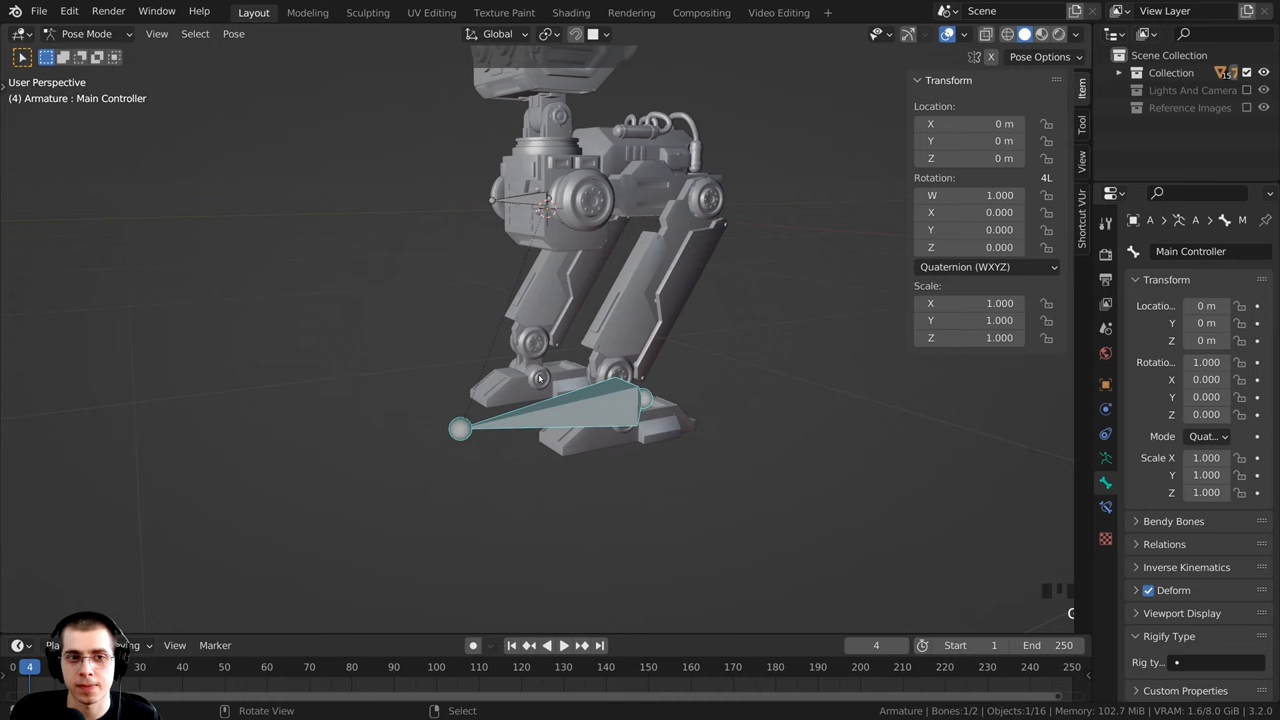 File Edit Render Window Help Layout Modeling Sculpting UV Editing Texture Paint Shading Rendering Compositing Video Editing + Scene View Layer
Pose Mode View Select Pose Global
X Pose Options
User Perspective
(4) Armature : Main Controller
Transform
Location:
X 0 m
Y 0 m
Z 0 m
Rotation: 4L
W 1.000
X 0.000
Y 0.000
Z 0.000
Quaternion (WXYZ)
Scale:
X 1.000
Y 1.000
Z 1.000
Item
Tool
View
Shortcut VUr
G
Scene Collection
Collection 15 7
Lights And Camera
Reference Images
A A M
Main Controller
Transform
Locatio... 0 m
Y 0 m
Z 0 m
Rotatio... 1.000
X 0.000
Y 0.000
Z 0.000
Mode Quat...
Scale X 1.000
Y 1.000
Z 1.000
Bendy Bones
Relations
Inverse Kinematics
Deform
Viewport Display
Rigify Type
Rig ty...
Custom Properties
View Marker 4 Start 1 End 250
0 4 30 40 50 60 70 80 90 100 110 120 130 140 150 160 170 180 190 200 210 220 230 240 250
Rotate View Select Armature | Bones:1/2 | Objects:1/16 | Memory: 102.7 MiB | VRAM: 1.6/8.0 GiB | 3.2.0